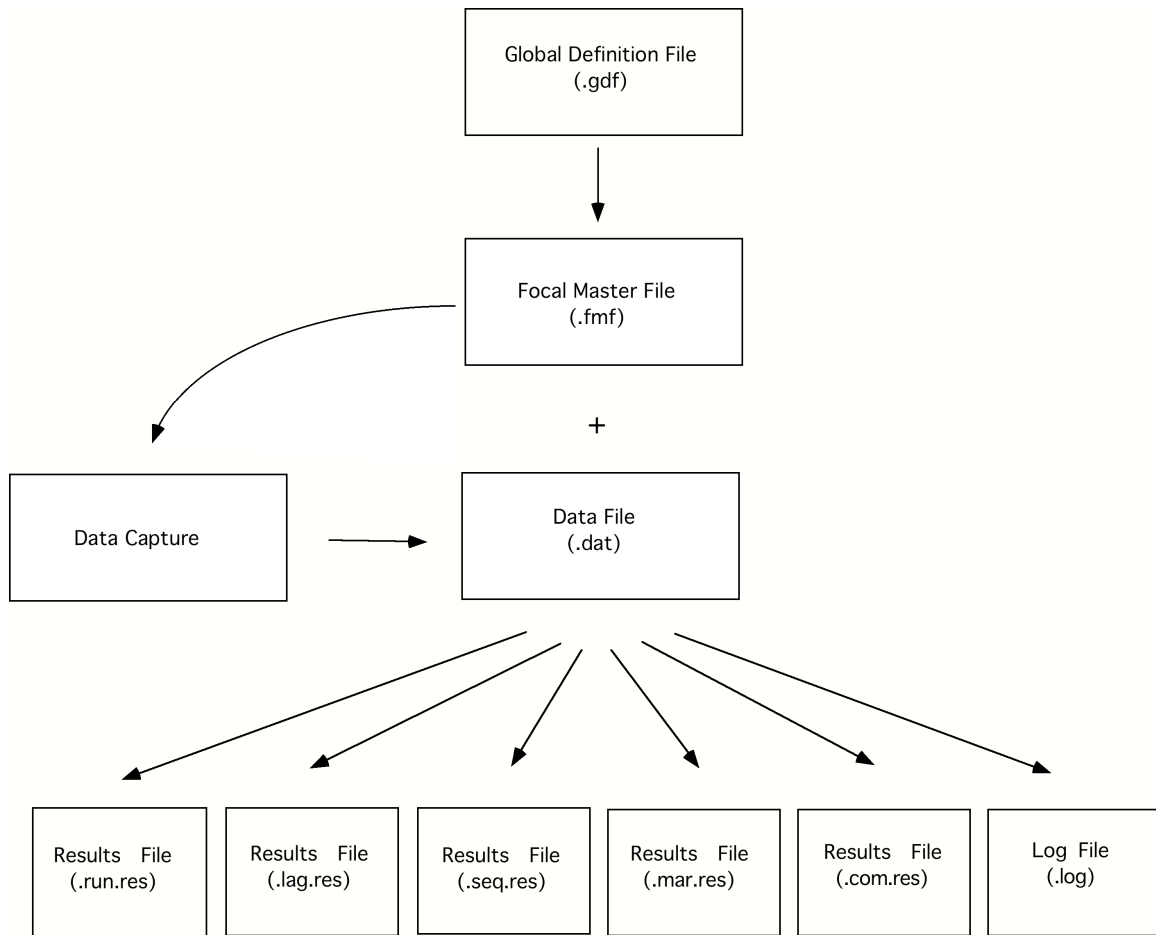 Global Definition File
(.gdf)
Focal Master File
(.fmf)
+
Data Capture
Data File
(.dat)
Results File
(.run.res)
Results File
(.lag.res)
Results File
(.seq.res)
Results File
(.mar.res)
Results File
(.com.res)
Log File
(.log)